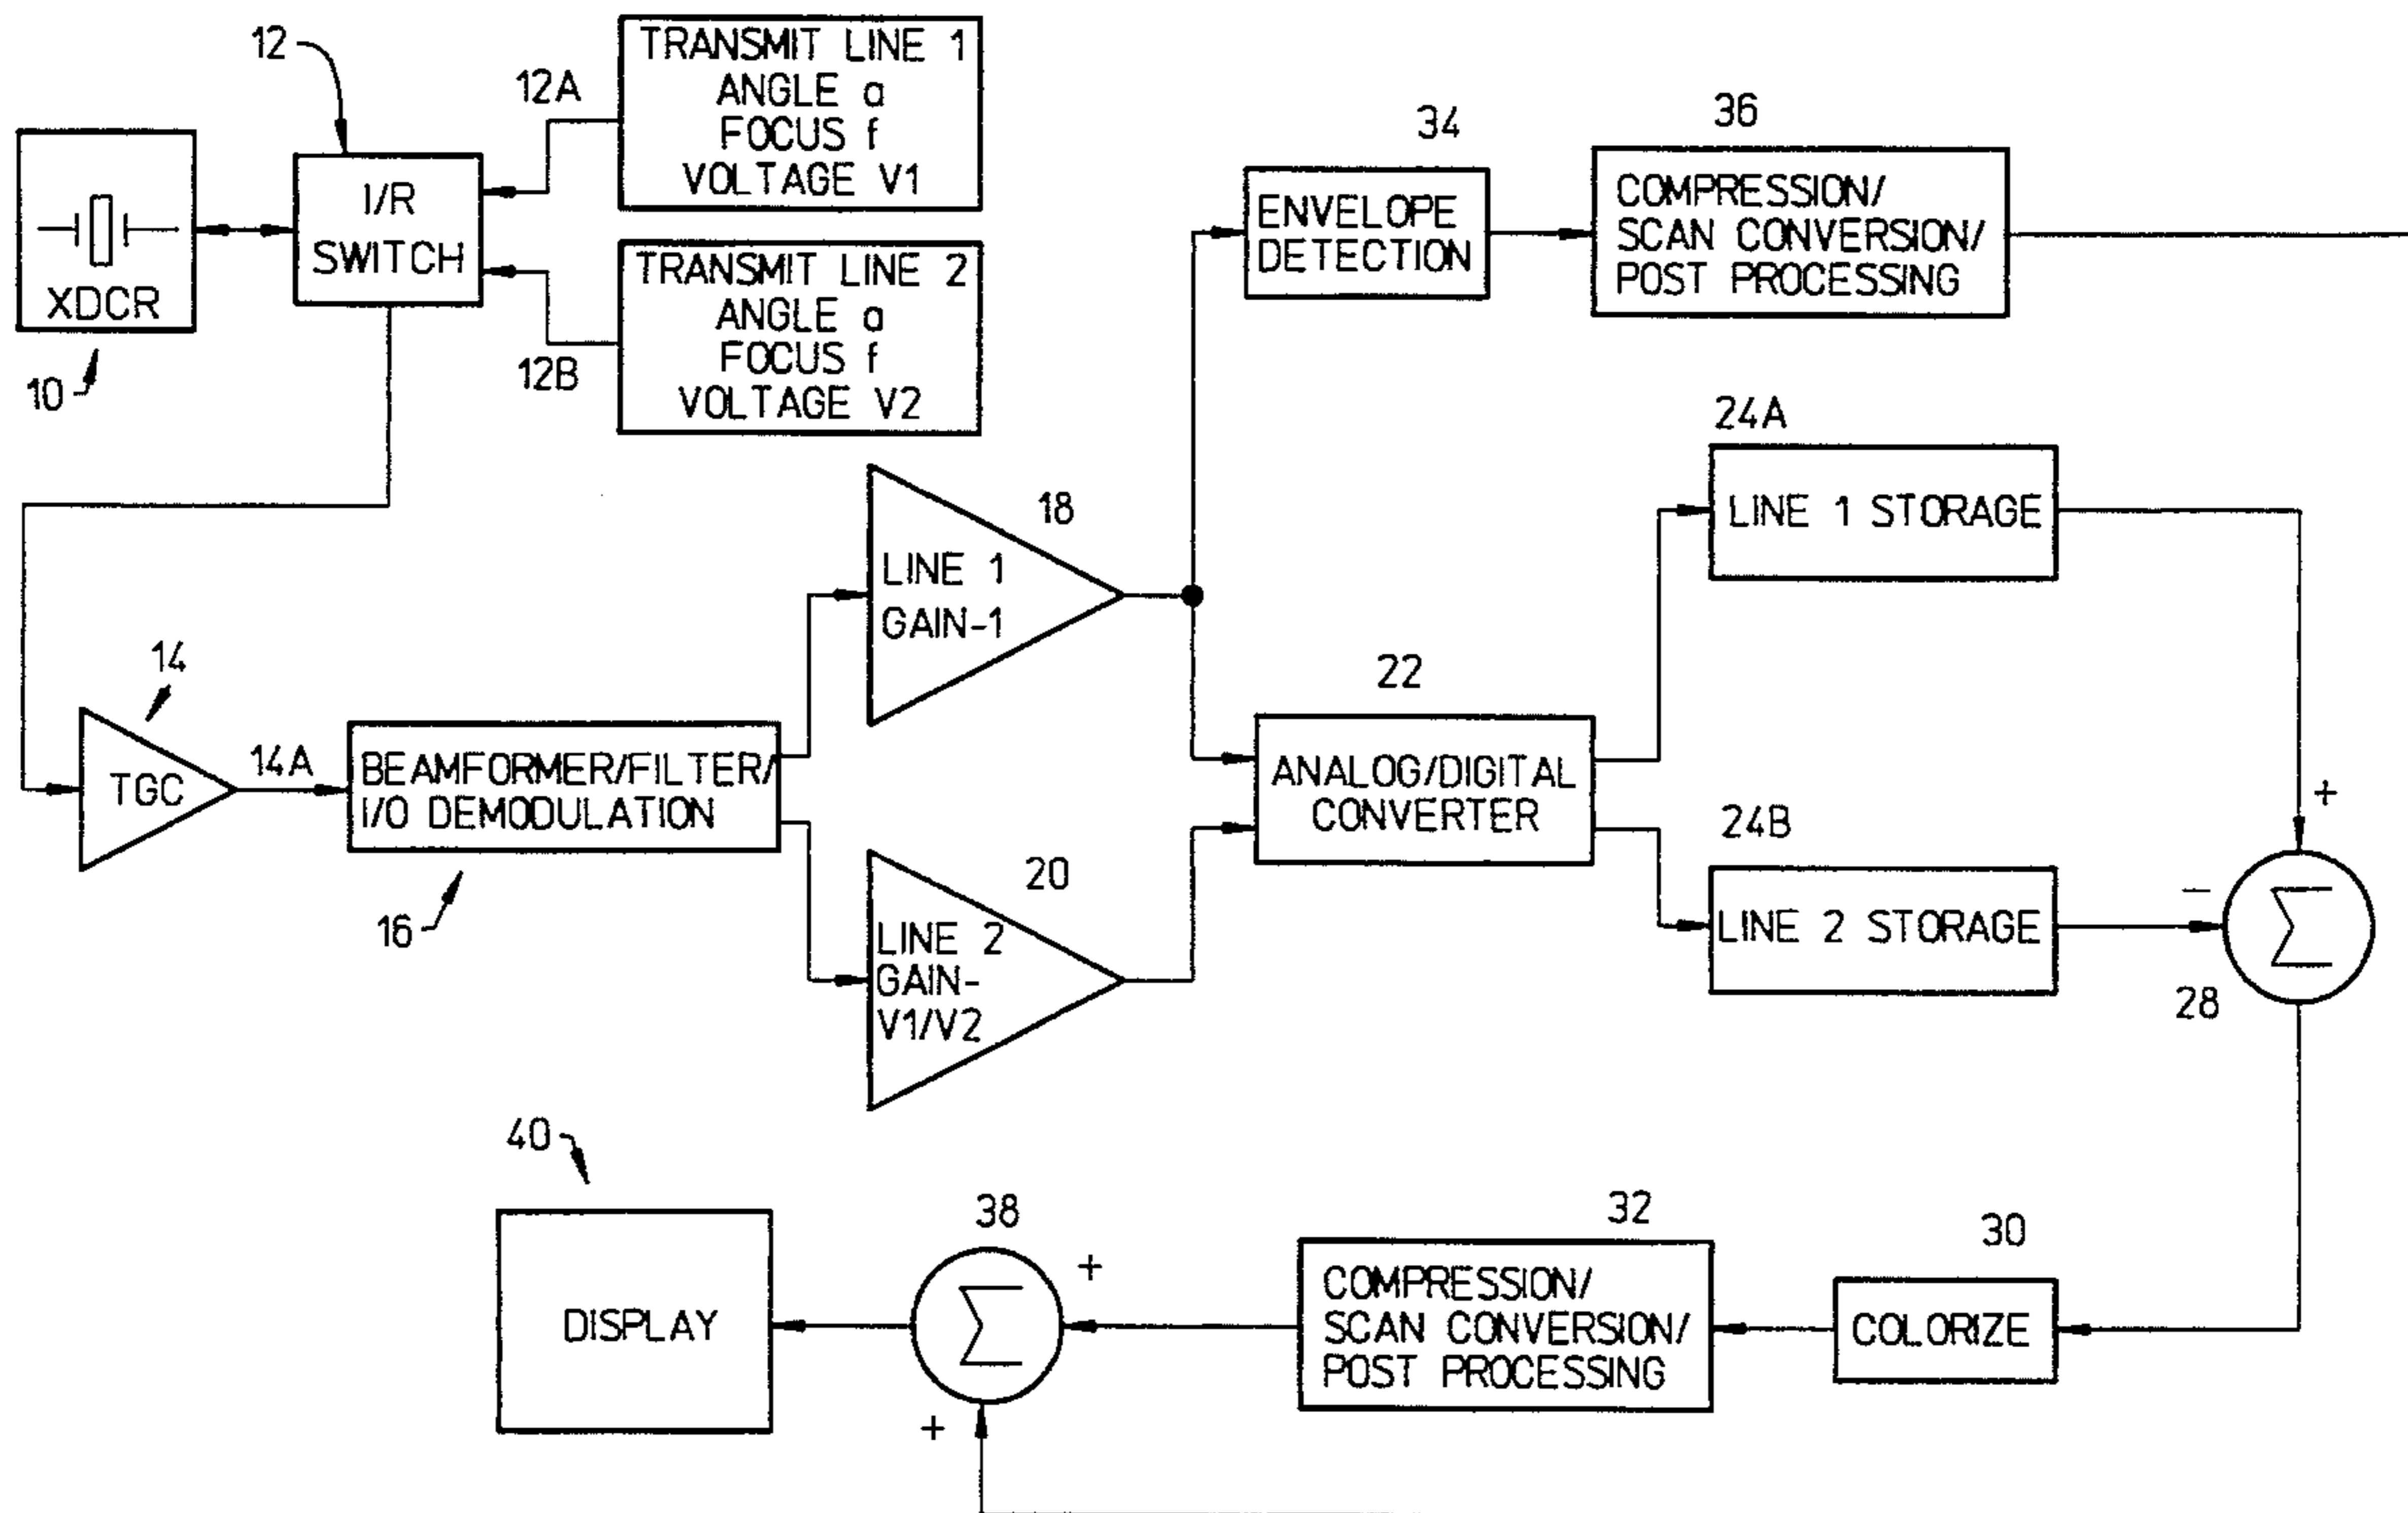 12
12A
TRANSMIT LINE 1
ANGLE a
FOCUS f
VOLTAGE V1
I/R
SWITCH
XDCR
10
12B
TRANSMIT LINE 2
ANGLE a
FOCUS f
VOLTAGE V2
34
ENVELOPE
DETECTION
36
COMPRESSION/
SCAN CONVERSION/
POST PROCESSING
14
TGC
14A
BEAMFORMER/FILTER/
I/O DEMODULATION
16
18
LINE 1
GAIN-1
20
LINE 2
GAIN-
V1/V2
22
ANALOG/DIGITAL
CONVERTER
24A
LINE 1 STORAGE
24B
LINE 2 STORAGE
+
−
Σ
28
30
COLORIZE
32
COMPRESSION/
SCAN CONVERSION/
POST PROCESSING
38
+
Σ
+
40
DISPLAY